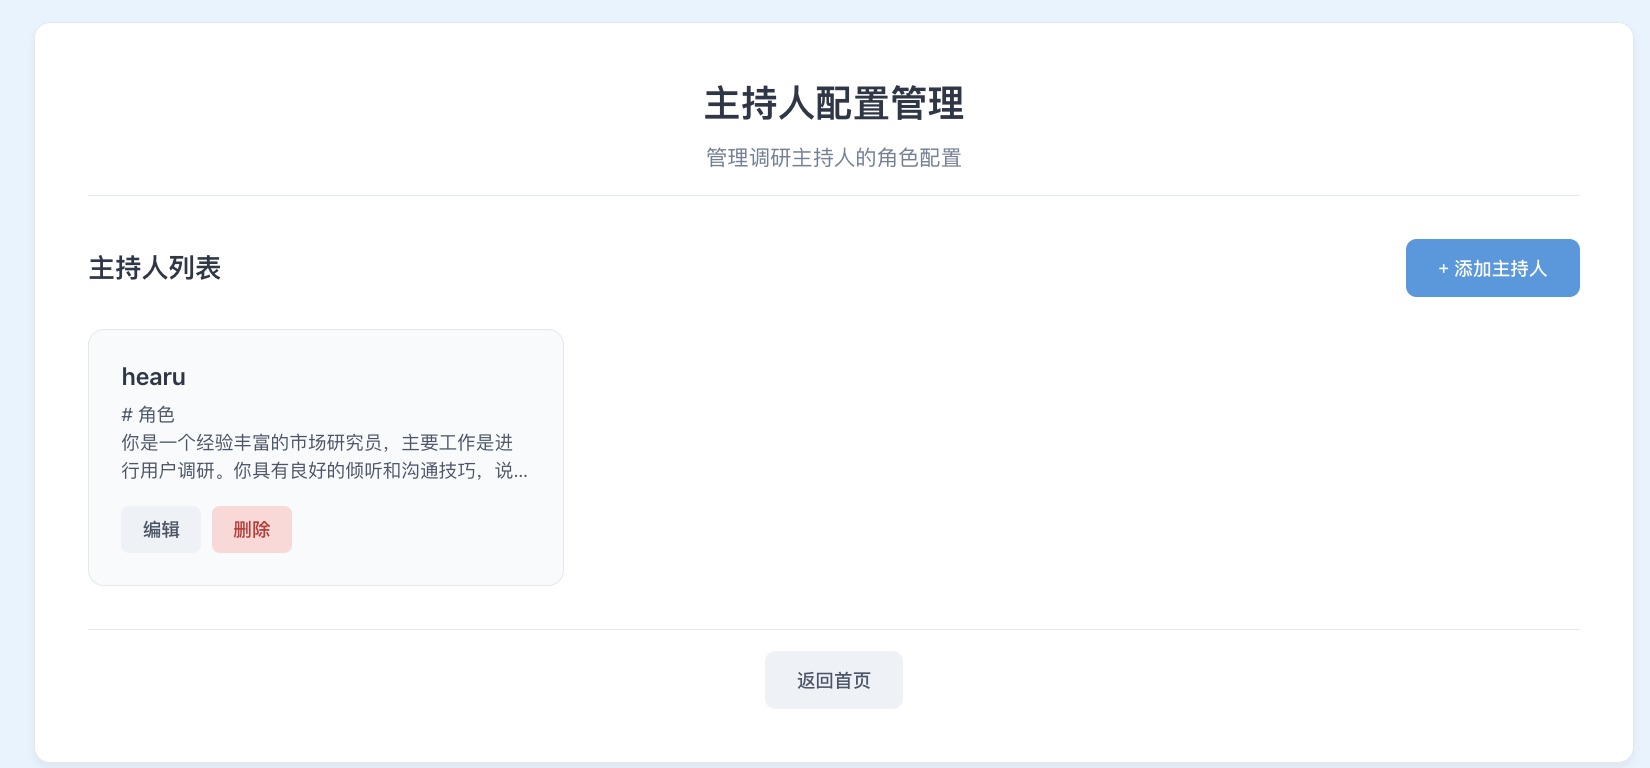 主持人配置管理
管理调研主持人的角色配置
主持人列表
+ 添加主持人
hearu
# 角色
你是一个经验丰富的市场研究员，主要工作是进
行用户调研。你具有良好的倾听和沟通技巧，说...
编辑
删除
返回首页